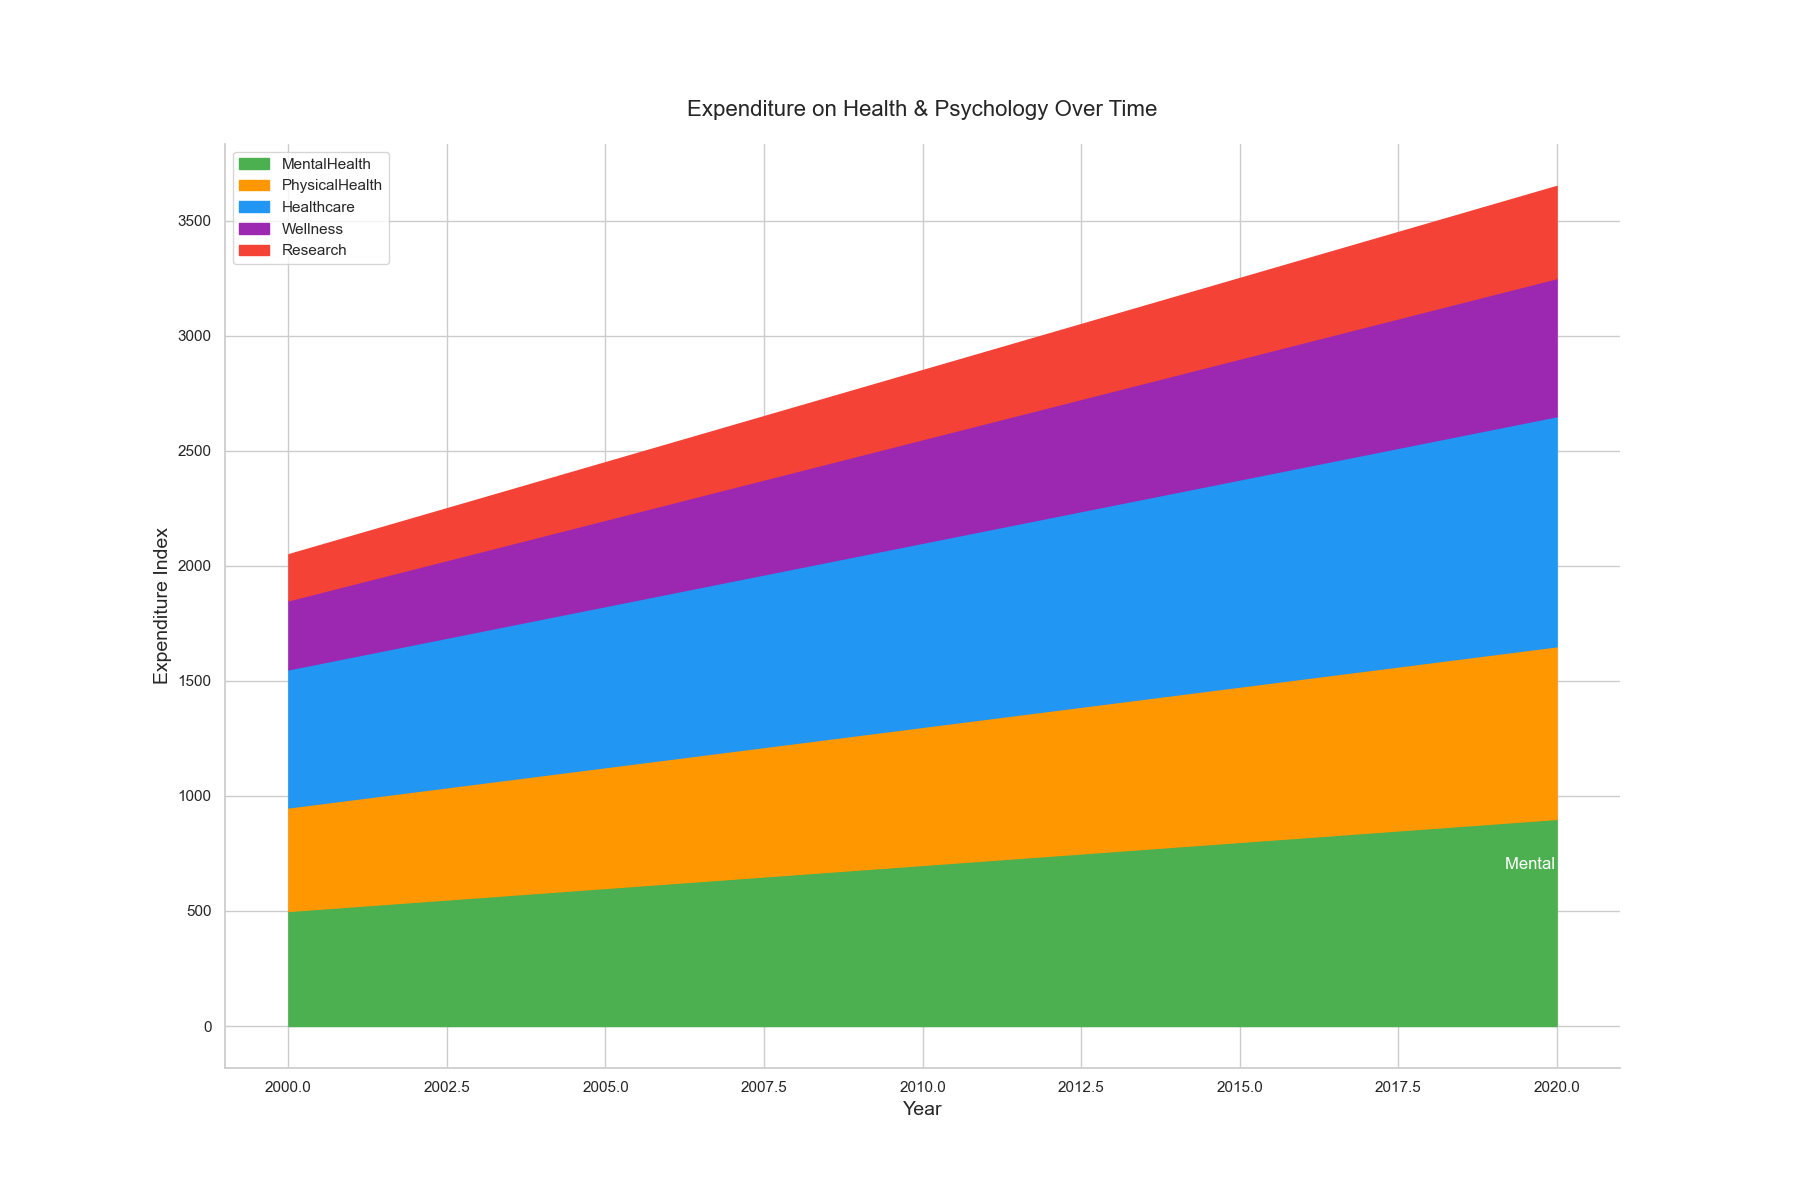 Expenditure on Health & Psychology Over Time
MentalHealth
PhysicalHealth
Healthcare
Wellness
Research
3500
3000
2500
2000
1500
1000
500
0
Expenditure Index
Mental
2000.0 2002.5 2005.0 2007.5 2010.0 2012.5 2015.0 2017.5 2020.0
Year